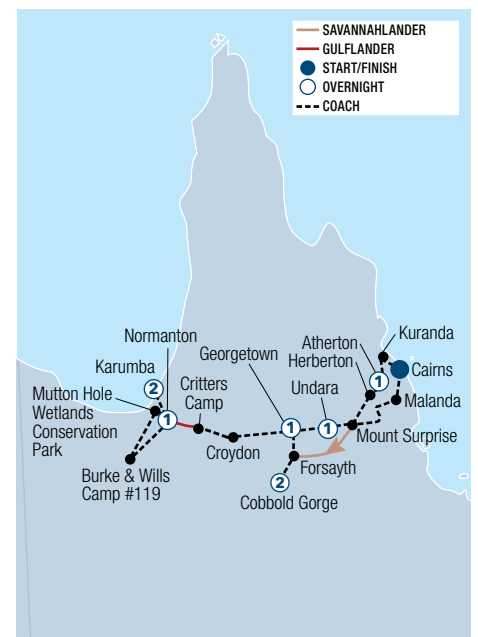 SAVANNAHLANDER
GULFLANDER
START/FINISH
OVERNIGHT
COACH
Normanton
Karumba
2
Mutton Hole
Wetlands
Conservation
Park
1
Burke & Wills
Camp #119
Critters
Camp
Croydon
Georgetown
1
Undara
1
Forsayth
2
Cobbold Gorge
Atherton
Herberton
1
Kuranda
Cairns
Malanda
Mount Surprise